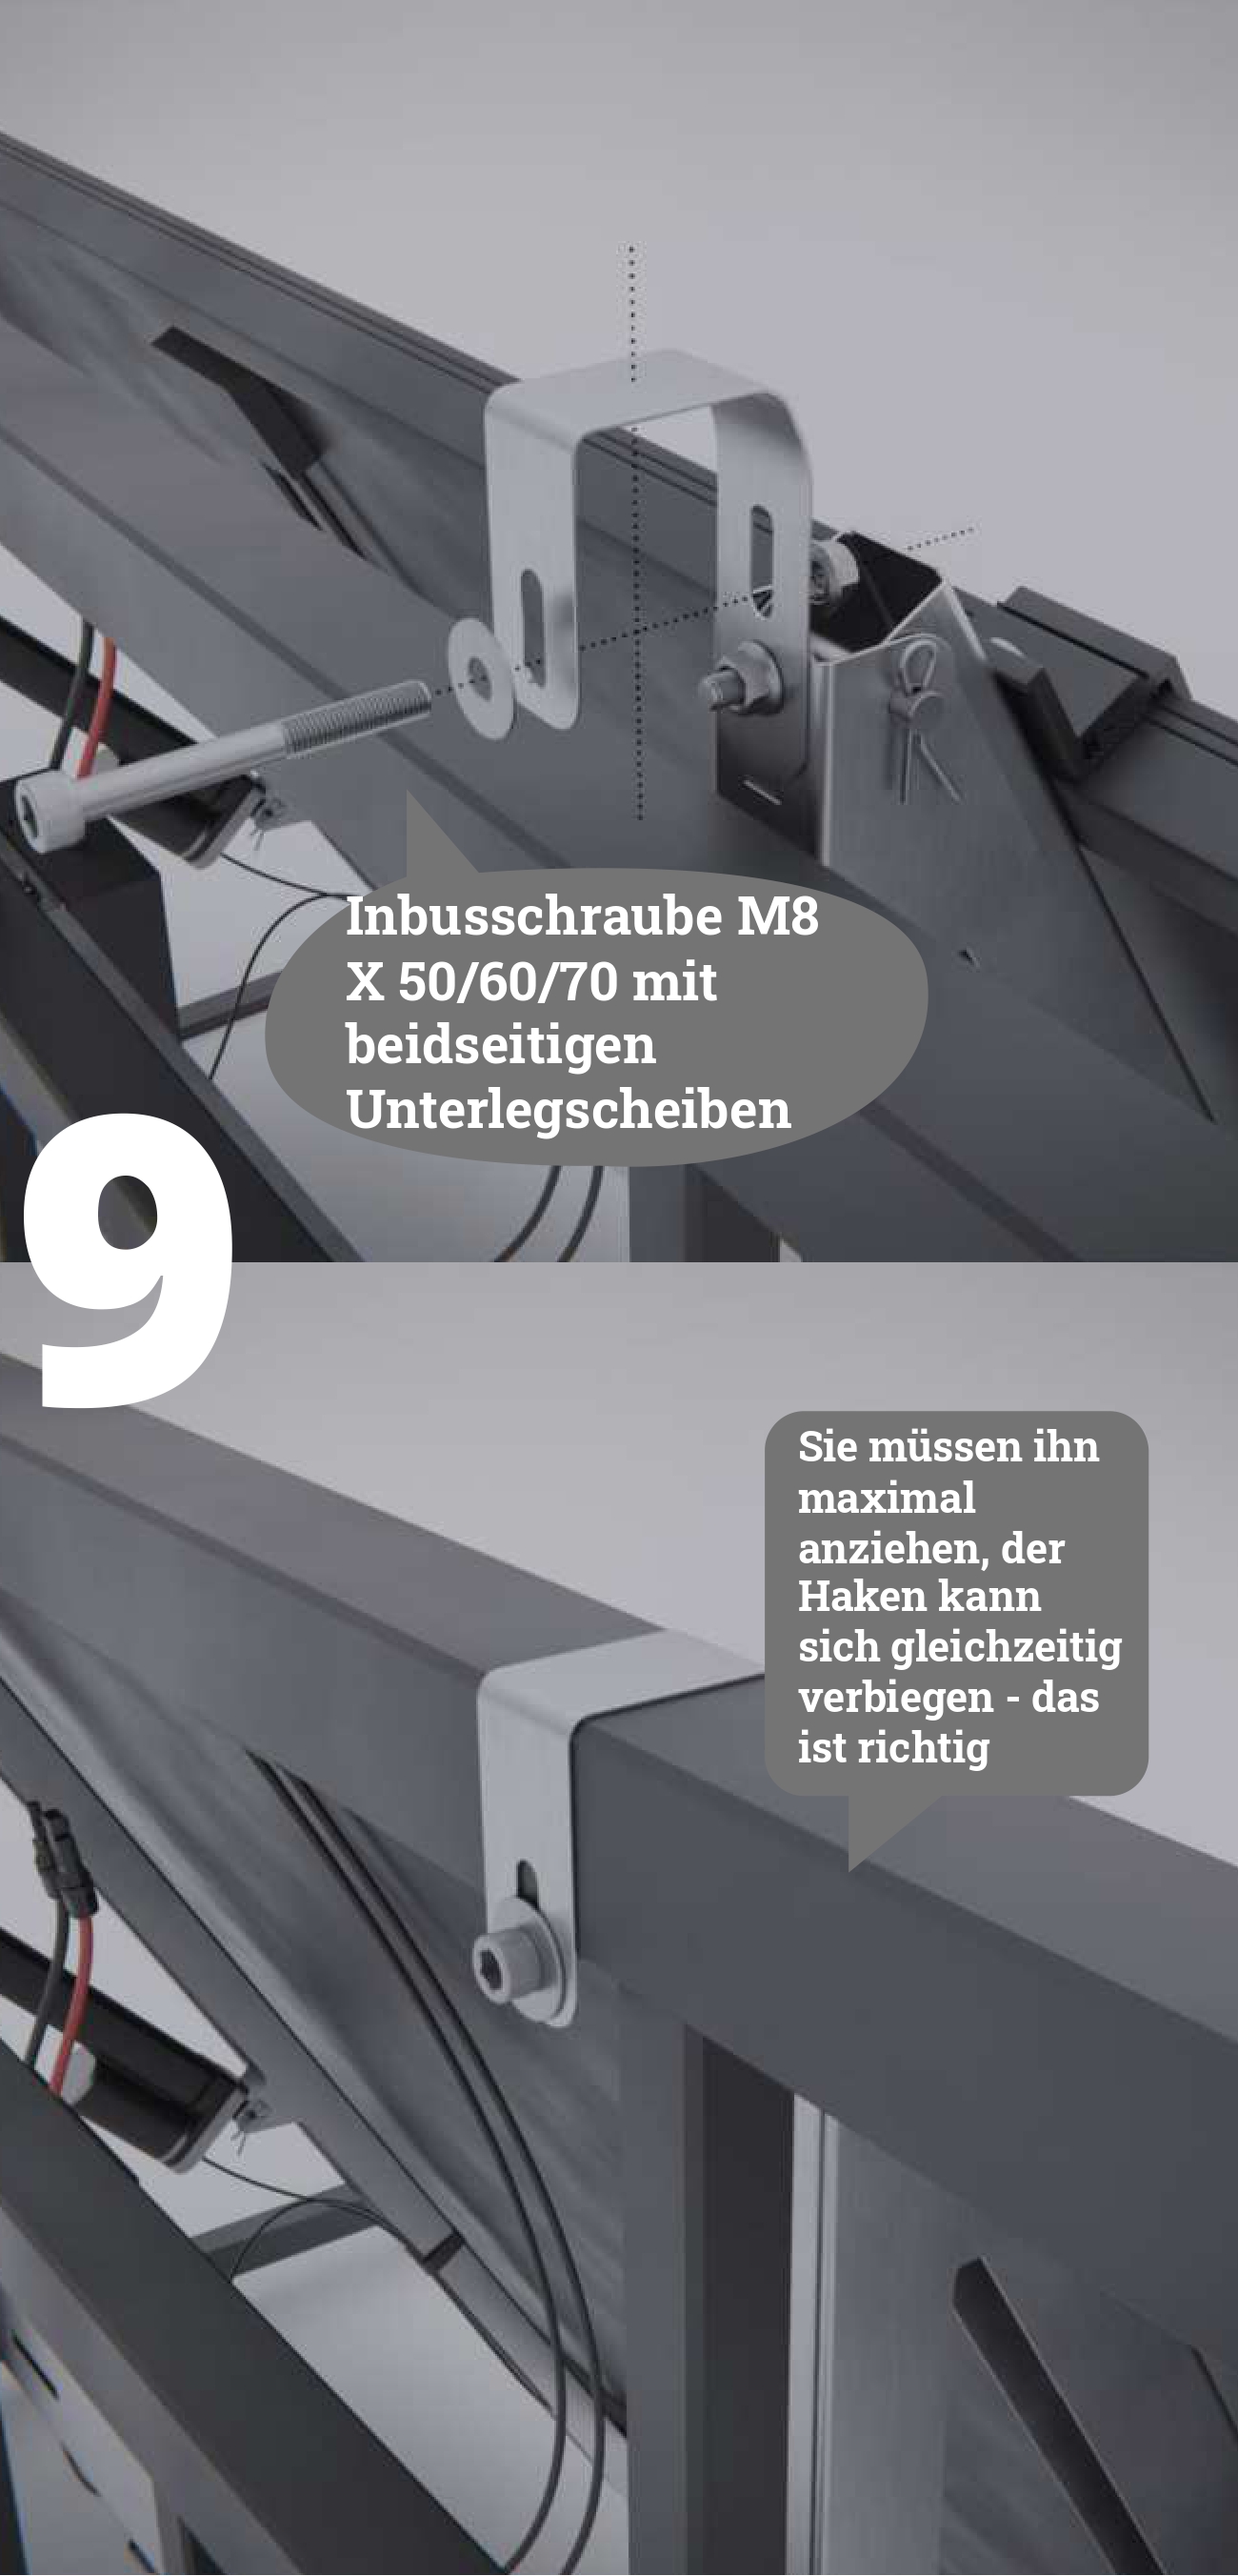 Inbusschraube M8
X 50/60/70 mit
beidseitigen
Unterlegscheiben
9
Sie müssen ihn
maximal
anziehen, der
Haken kann
sich gleichzeitig
verbiegen - das
ist richtig